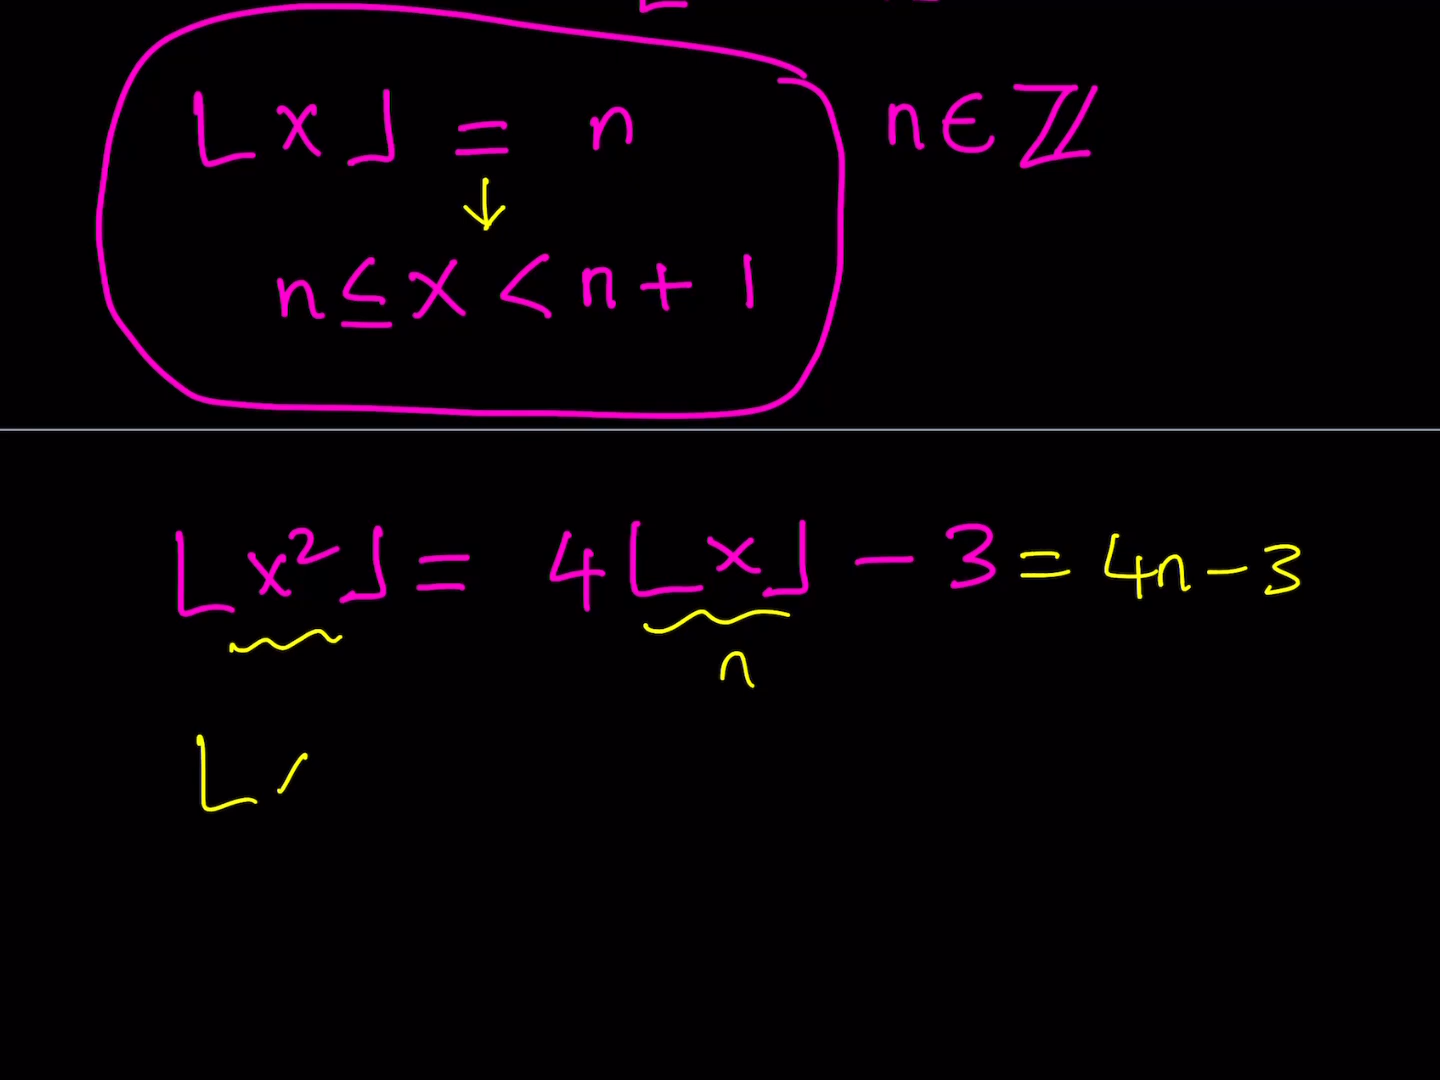 ⌊x⌋ = n n∈ℤ
↓
n ≤ x < n + 1
⌊x²⌋ = 4⌊x⌋ − 3 = 4n − 3
n
⌊